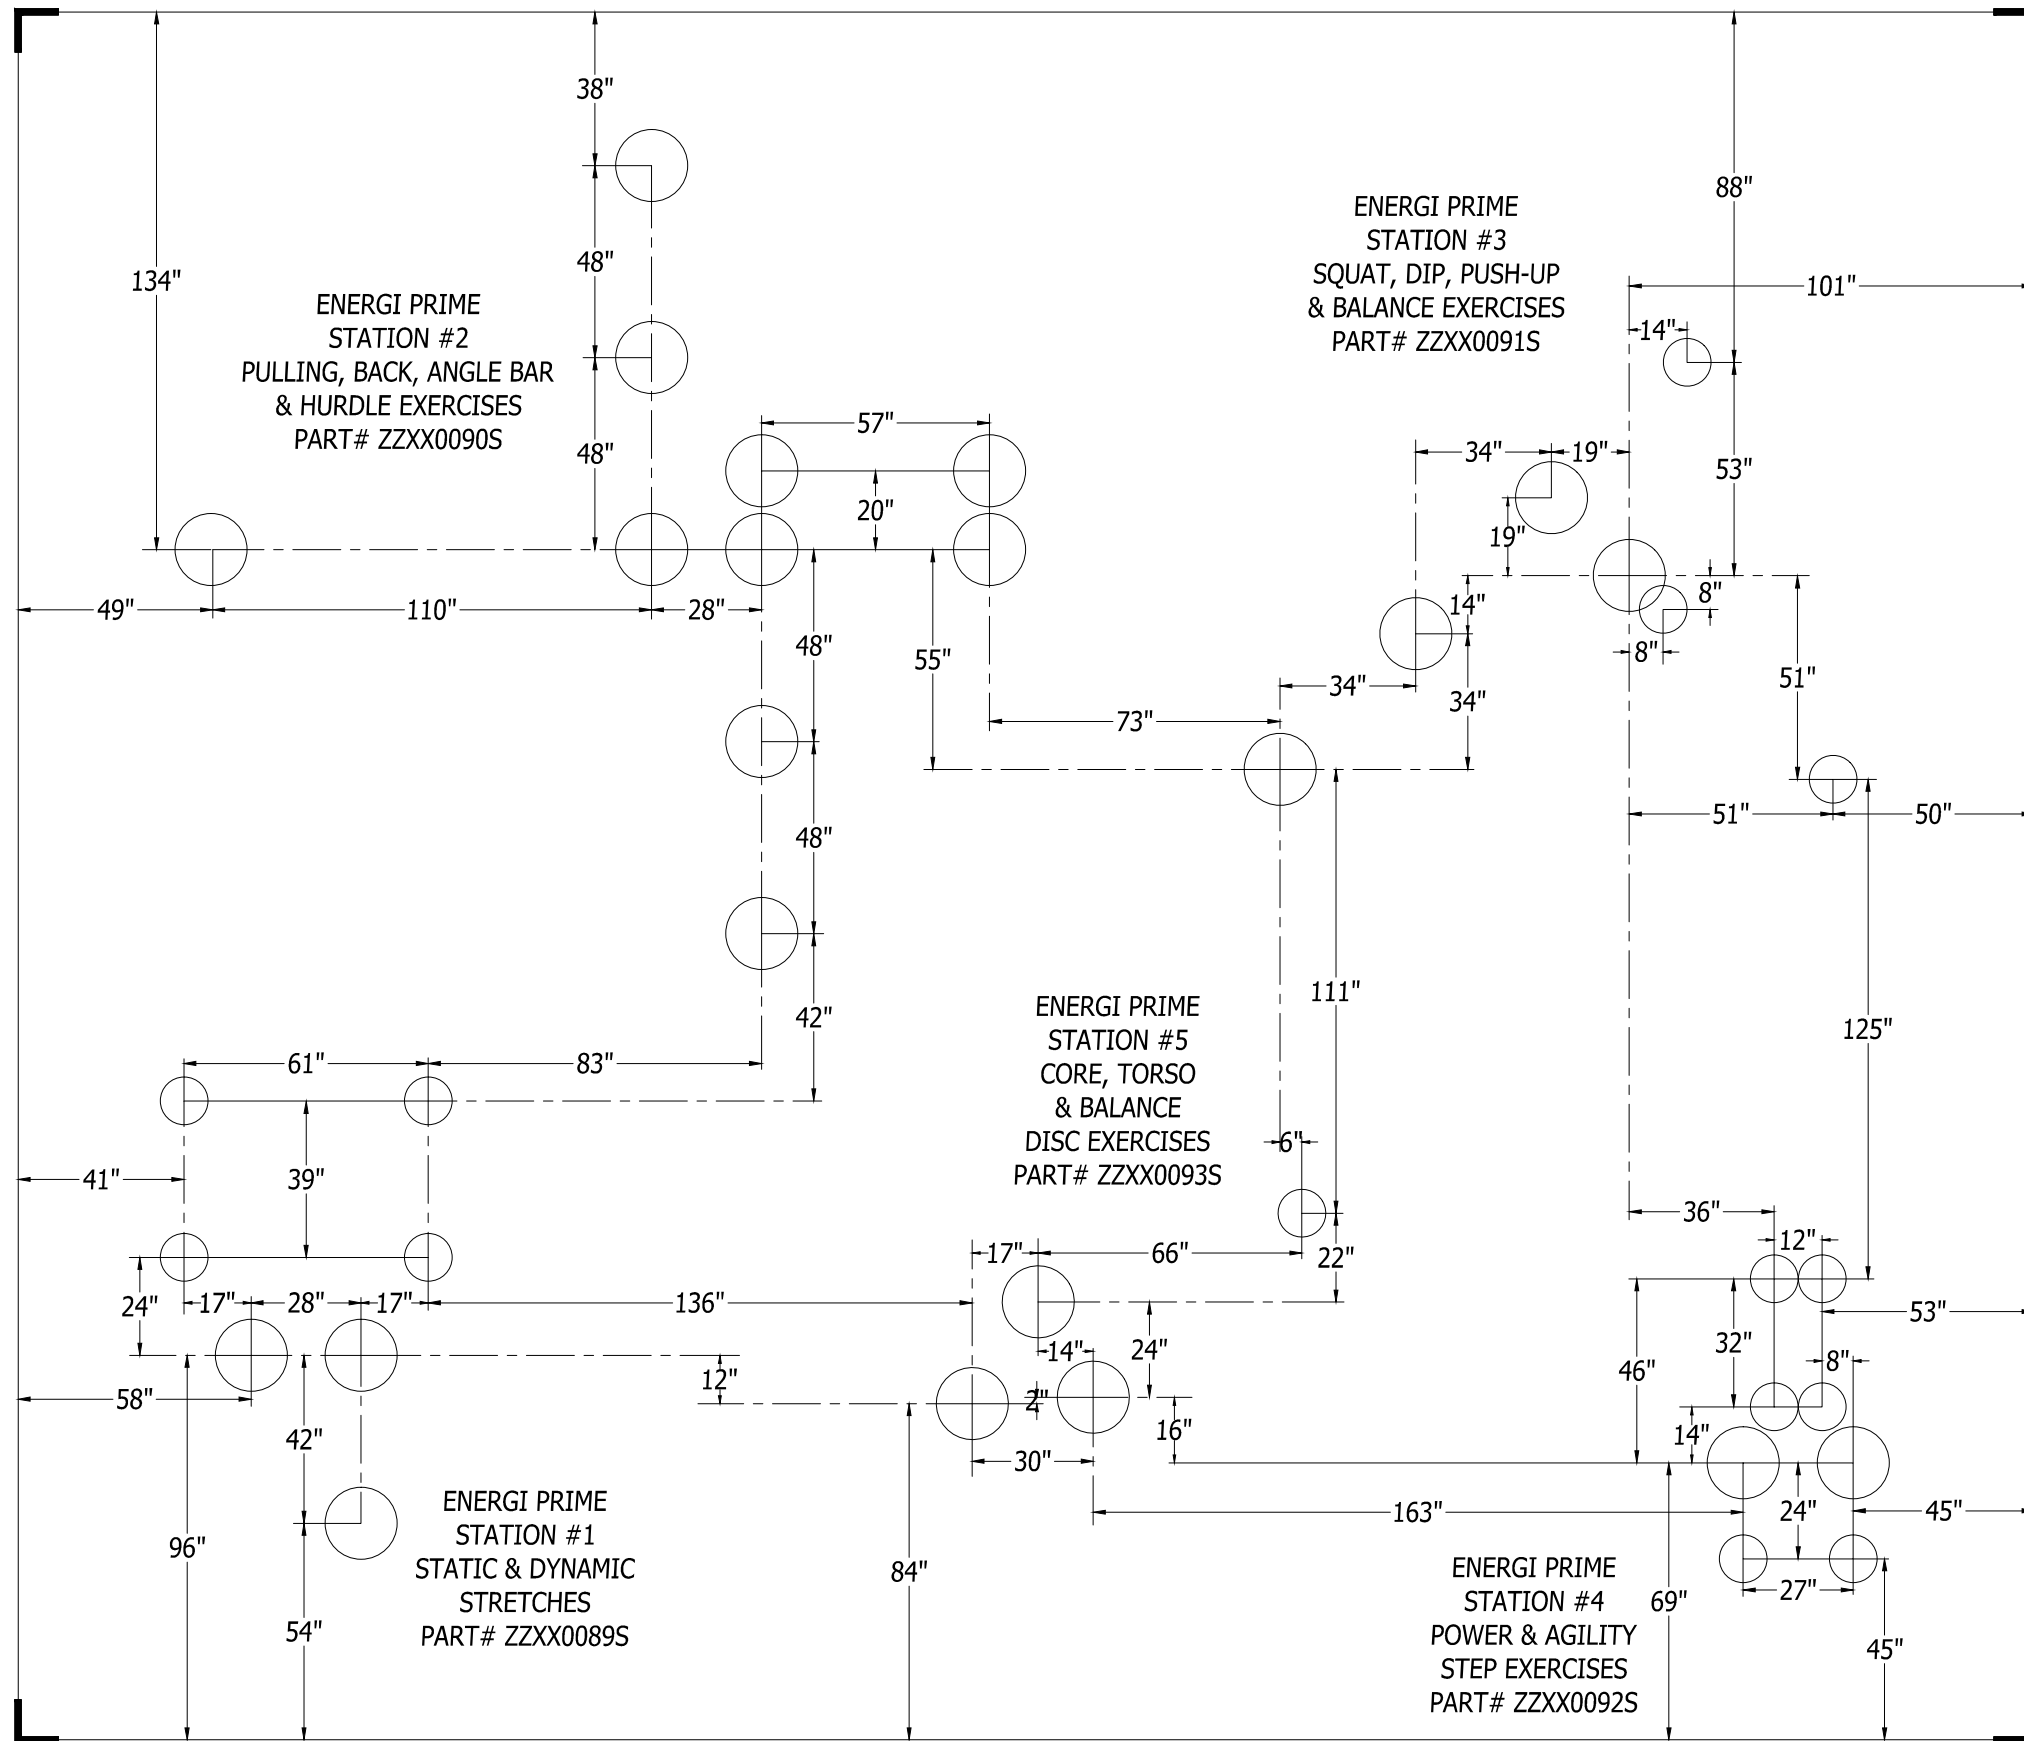 38"
88"
48"
134"
ENERGI PRIME
STATION #2
PULLING, BACK, ANGLE BAR
& HURDLE EXERCISES
PART# ZZXX0090S
48"
57"
20"
49"
110"
28"
48"
55"
48"
42"
73"
ENERGI PRIME
STATION #3
SQUAT, DIP, PUSH-UP
& BALANCE EXERCISES
PART# ZZXX0091S
101"
14"
34"
19"
53"
19"
14"
8"
8"
34"
34"
51"
51"
50"
111"
125"
61"
83"
41"
39"
24"
17"
28"
17"
136"
58"
12"
42"
96"
54"
ENERGI PRIME
STATION #1
STATIC & DYNAMIC
STRETCHES
PART# ZZXX0089S
ENERGI PRIME
STATION #5
CORE, TORSO
& BALANCE
DISC EXERCISES
PART# ZZXX0093S
6"
17"
66"
22"
14"
24"
2"
16"
30"
84"
163"
36"
12"
53"
32"
46"
8"
14"
24"
45"
27"
69"
45"
ENERGI PRIME
STATION #4
POWER & AGILITY
STEP EXERCISES
PART# ZZXX0092S